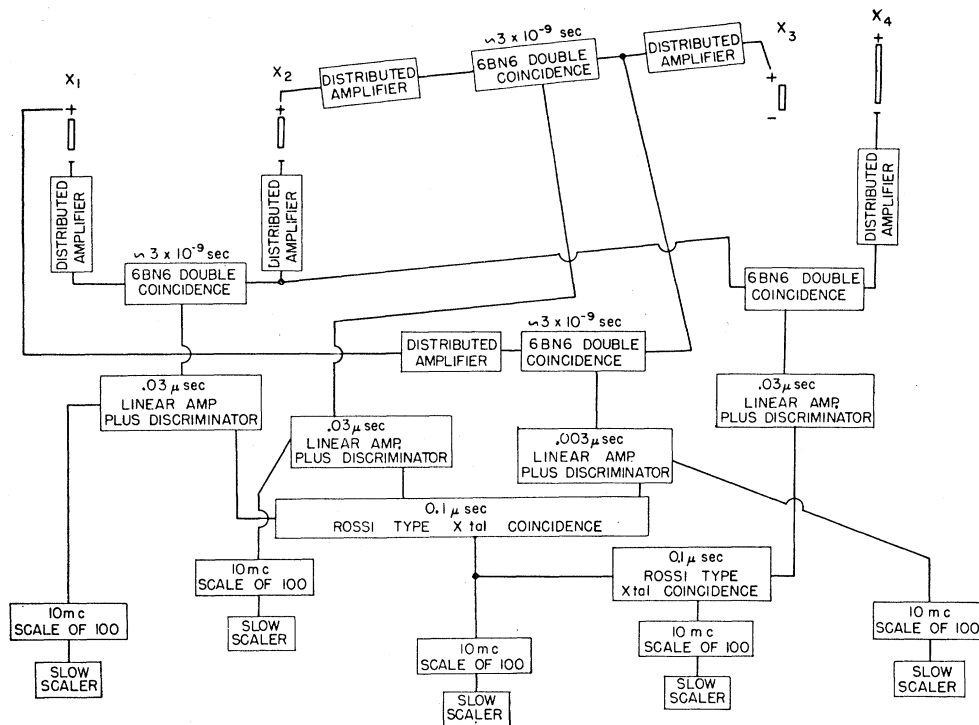 X₄
∽3 x 10⁻⁹ sec
X₃
6BN6 DOUBLE
COINCIDENCE
DISTRIBUTED
AMPLIFIER
DISTRIBUTED
AMPLIFIER
X₁
X₂
+
+
+
+
-
-
-
-
DISTRIBUTED
AMPLIFIER
DISTRIBUTED
AMPLIFIER
DISTRIBUTED
AMPLIFIER
∽3 x 10⁻⁹ sec
6BN6 DOUBLE
COINCIDENCE
6BN6 DOUBLE
COINCIDENCE
∽3 x 10⁻⁹ sec
DISTRIBUTED
AMPLIFIER
6BN6 DOUBLE
COINCIDENCE
.03 μ sec
LINEAR AMP
PLUS DISCRIMINATOR
.03 μ sec
LINEAR AMP.
PLUS DISCRIMINATOR
.03 μ sec
LINEAR AMP.
PLUS DISCRIMINATOR
.003 μ sec
LINEAR AMP.
PLUS DISCRIMINATOR
0.1 μ sec
ROSSI TYPE X tal COINCIDENCE
0.1 μ sec
ROSSI TYPE
Xtal COINCIDENCE
10 mc
SCALE OF 100
SLOW
SCALER
10 mc
SCALE OF 100
SLOW
SCALER
10 mc
SCALE OF 100
SLOW
SCALER
10 mc
SCALE OF 100
SLOW
SCALER
10 mc
SCALE OF 100
SLOW
SCALER